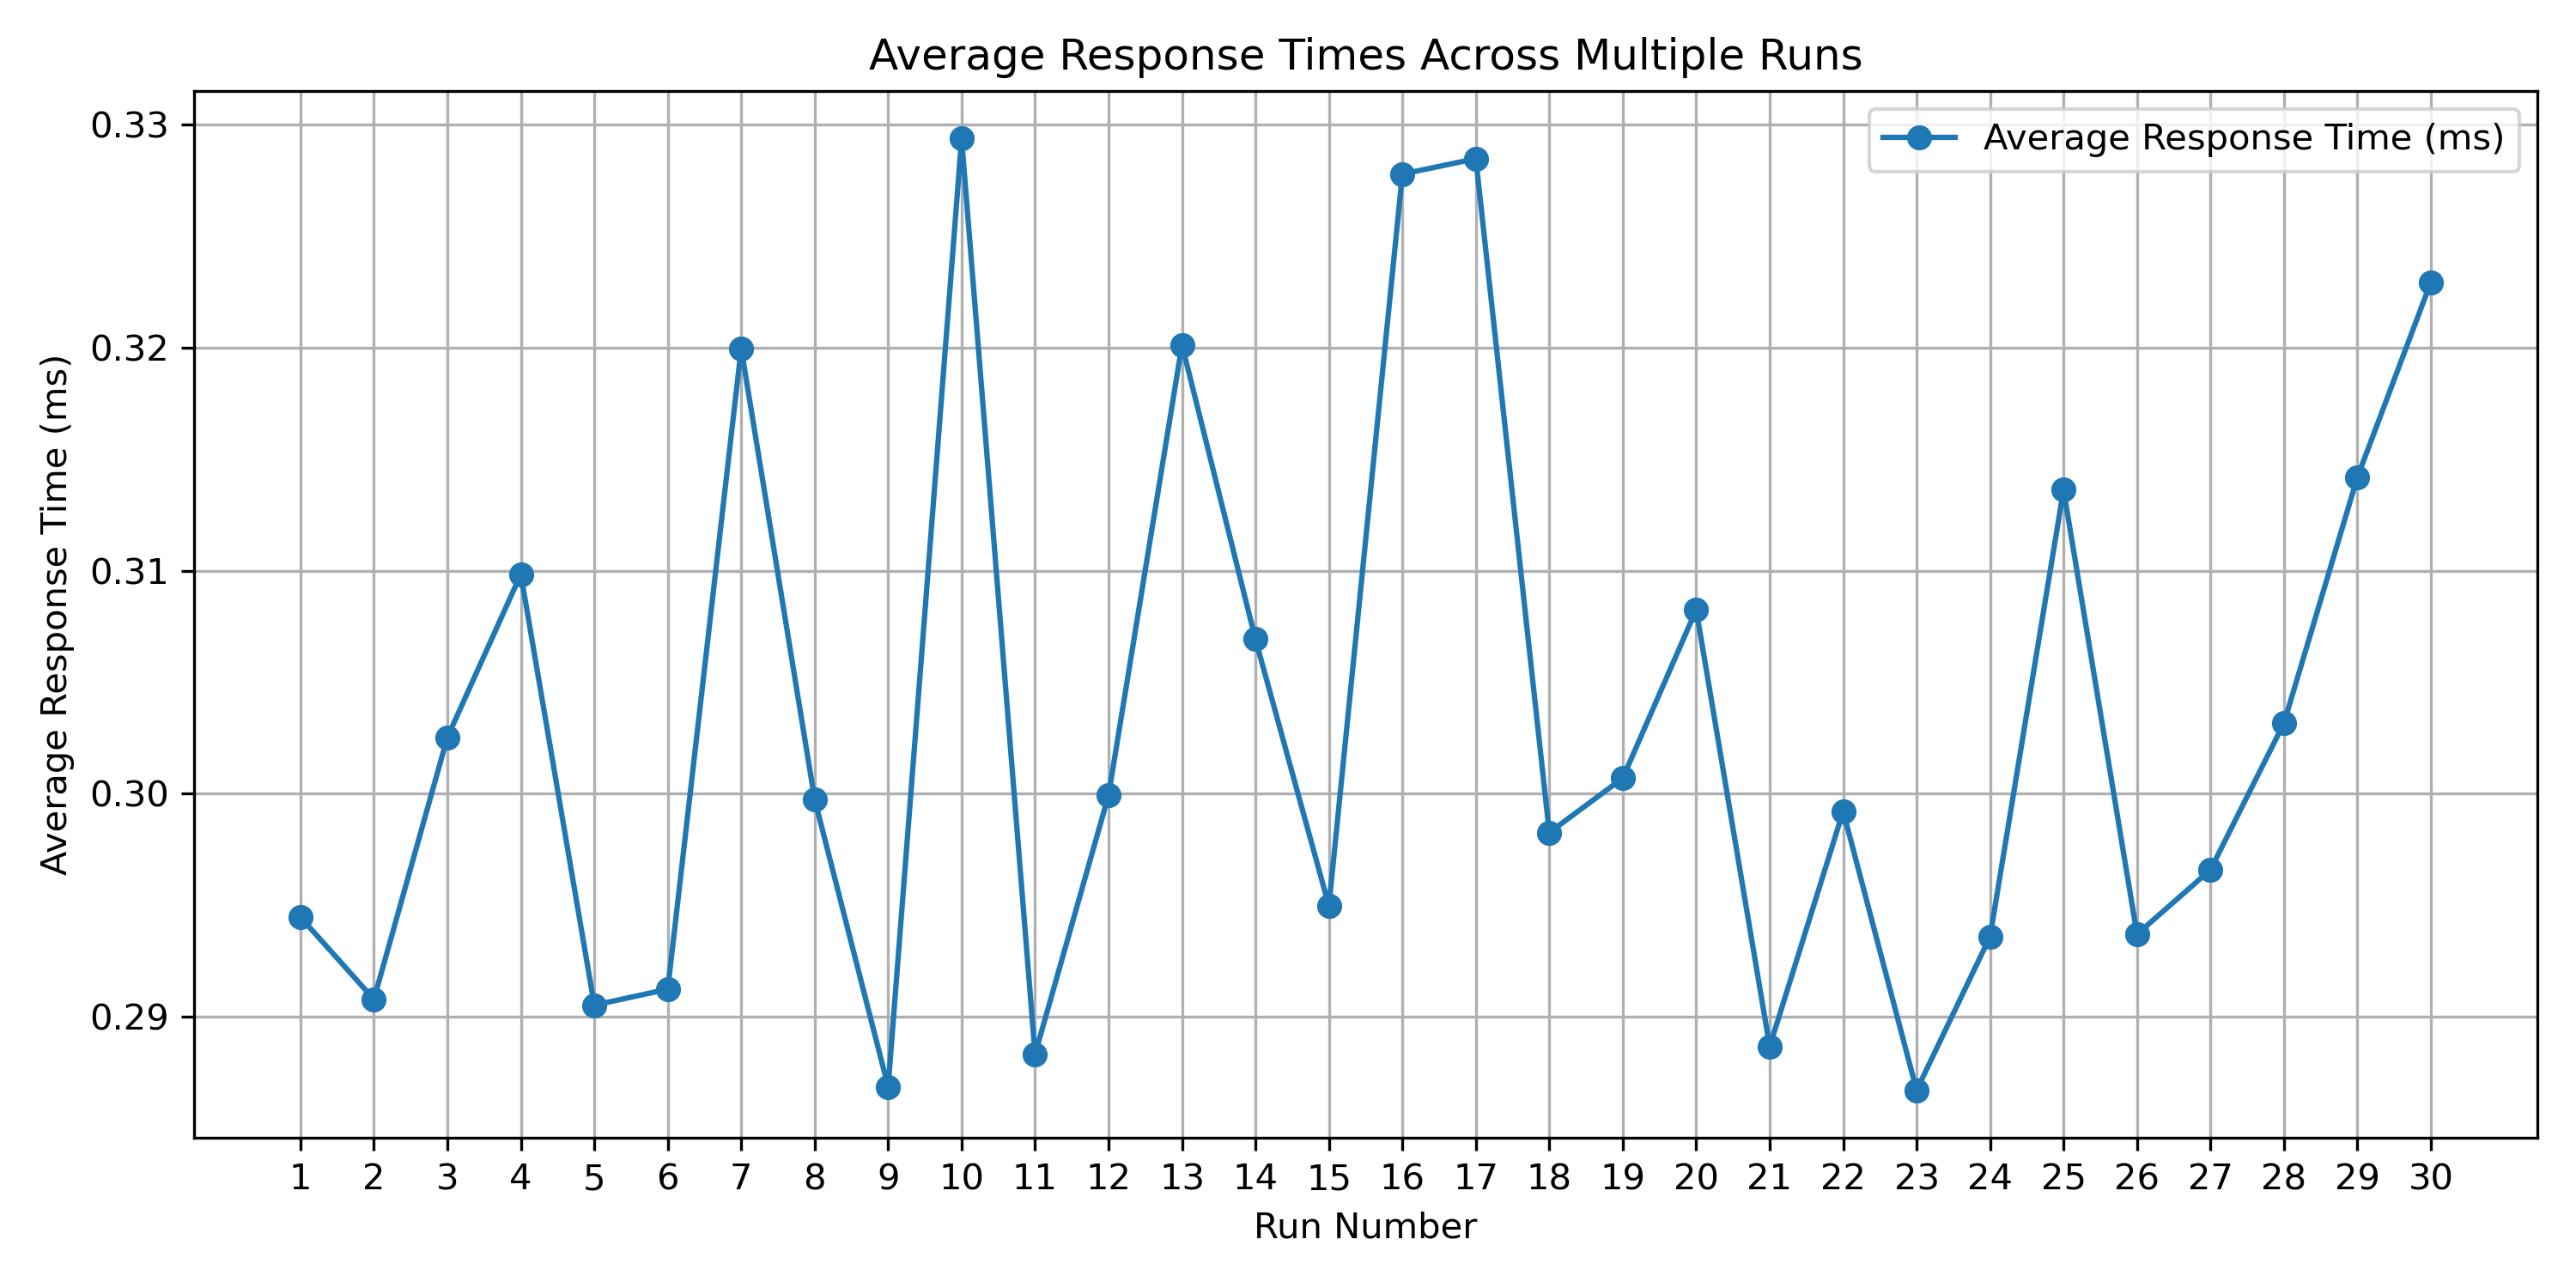 Average Response Times Across Multiple Runs
Average Response Time (ms)
0.33
0.32
0.31
0.30
0.29
Average Response Time (ms)
1 2 3 4 5 6 7 8 9 10 11 12 13 14 15 16 17 18 19 20 21 22 23 24 25 26 27 28 29 30
Run Number